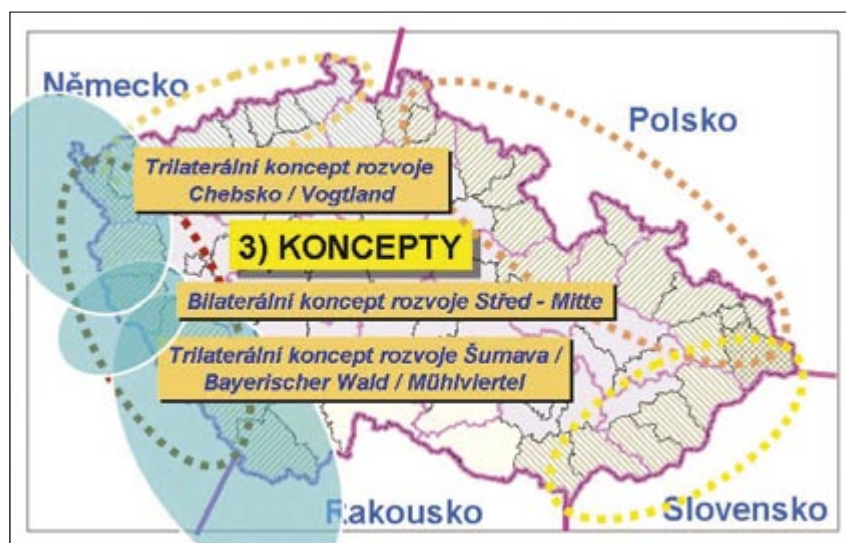 Německo
Polsko
Trilaterální koncept rozvoje
Chebsko / Vogtland
3) KONCEPTY
Bilaterální koncept rozvoje Střed - Mitte
Trilaterální koncept rozvoje Šumava /
Bayerischer Wald / Mühlviertel
Rakousko
Slovensko